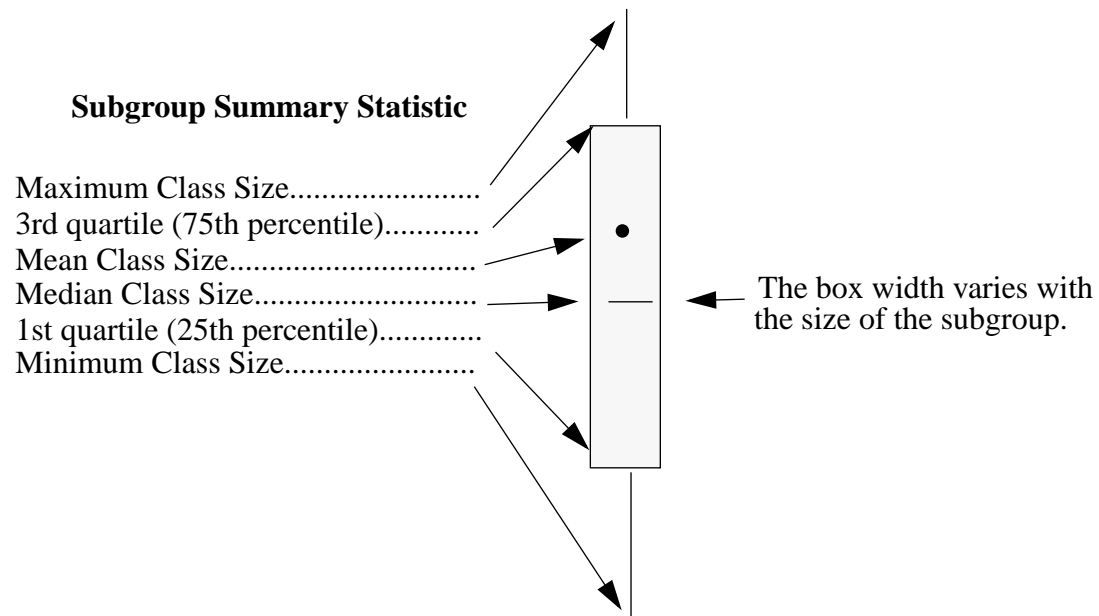 Subgroup Summary Statistic
Maximum Class Size........................
3rd quartile (75th percentile)............
Mean Class Size...............................
Median Class Size............................
1st quartile (25th percentile).............
Minimum Class Size........................
The box width varies with
the size of the subgroup.